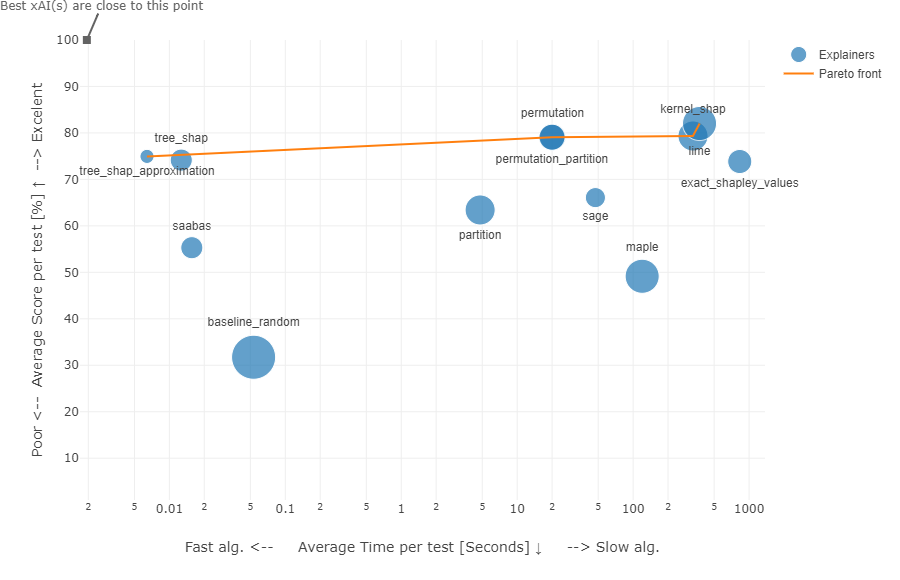 Best xAI(s) are close to this point
100
90
80
70
60
50
40
30
20
10
Poor <-- Average Score per test [%] ↑ --> Excelent
Explainers
Pareto front
kernel_shap
permutation
tree_shap
lime
permutation_partition
tree_shap_approximation
exact_shapley_values
sage
saabas
partition
maple
baseline_random
2 5 0.01 2 5 0.1 2 5 1 2 5 10 2 5 100 2 5 1000
Fast alg. <-- Average Time per test [Seconds] ↓ --> Slow alg.